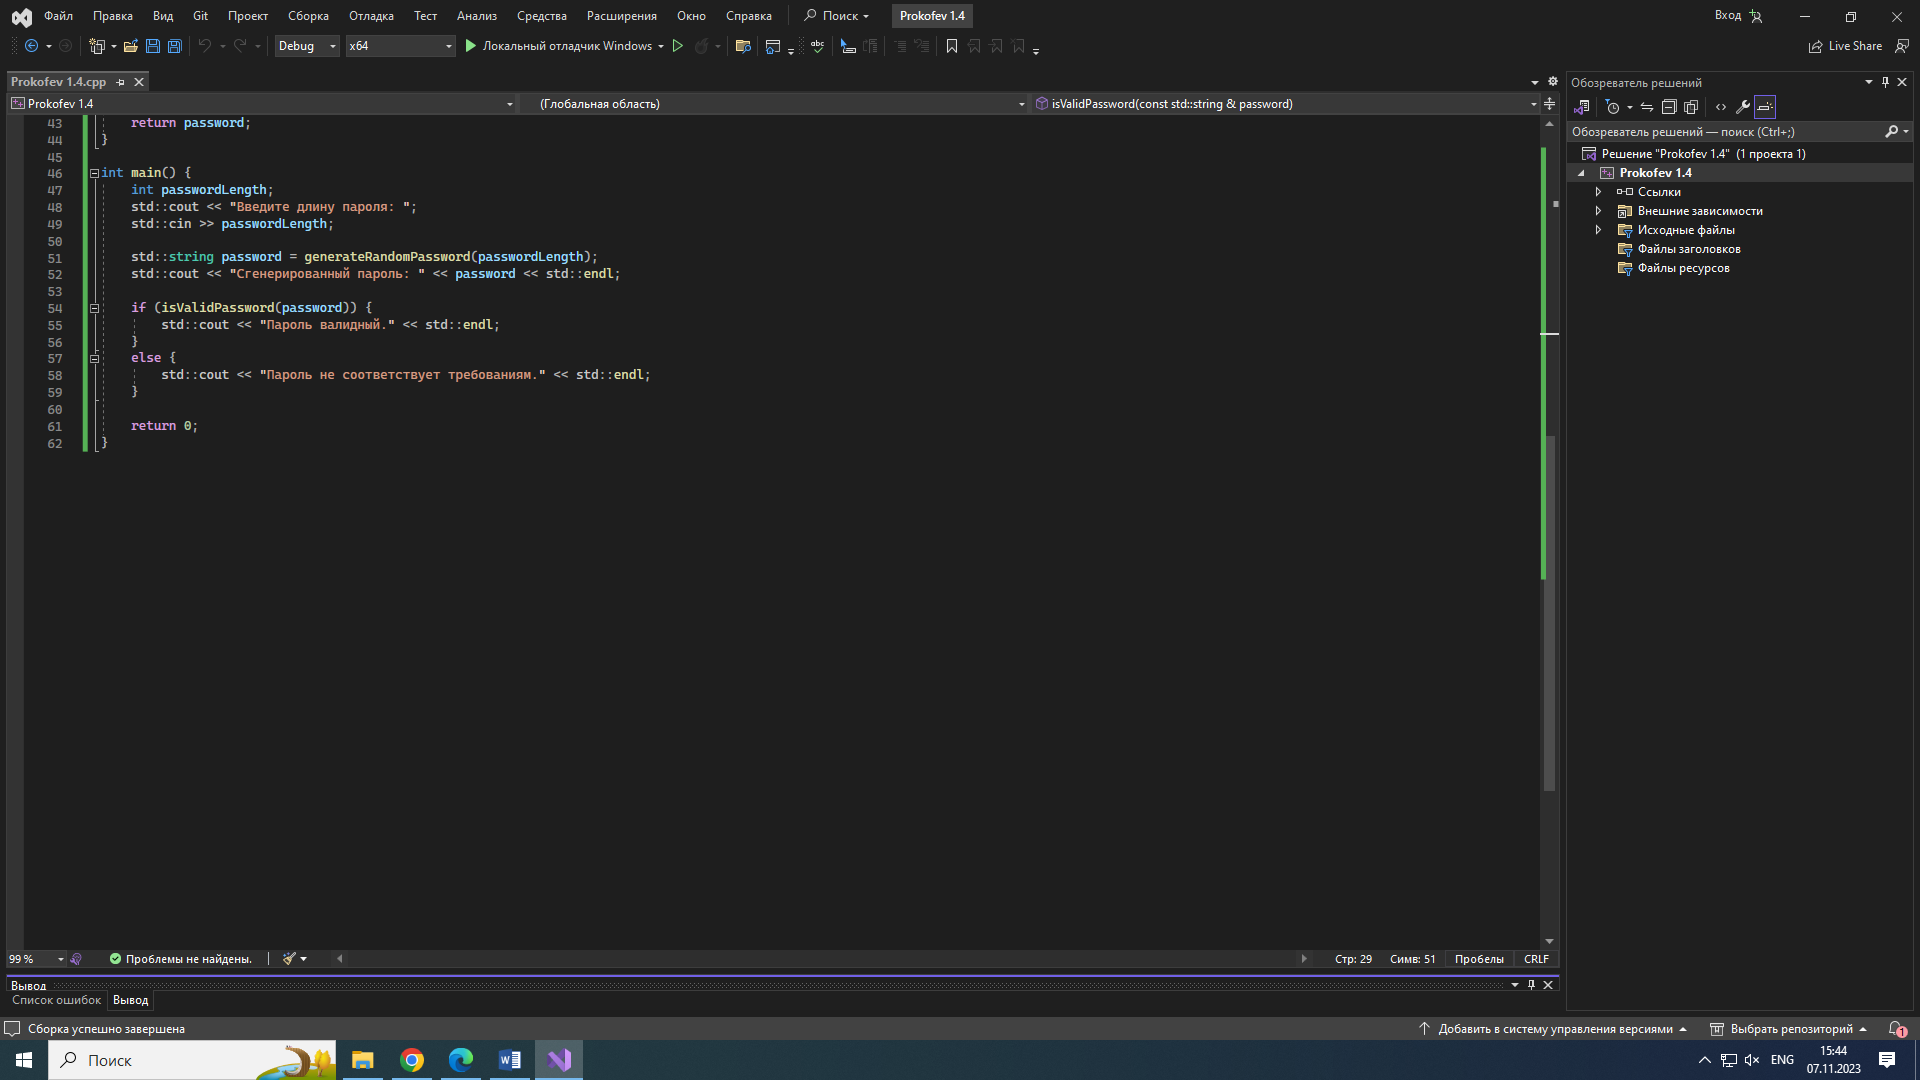 Файл Правка Вид Git Проект Сборка Отладка Тест Анализ Средства Расширения Окно Справка Поиск Prokofev 1.4 Вход
Debug x64 Локальный отладчик Windows Live Share
Prokofev 1.4.cpp
Prokofev 1.4 (Глобальная область) isValidPassword(const std::string & password)
43 return password;
44 }
45
46 int main() {
47 int passwordLength;
48 std::cout << "Введите длину пароля: ";
49 std::cin >> passwordLength;
50
51 std::string password = generateRandomPassword(passwordLength);
52 std::cout << "Сгенерированный пароль: " << password << std::endl;
53
54 if (isValidPassword(password)) {
55 std::cout << "Пароль валидный." << std::endl;
56 }
57 else {
58 std::cout << "Пароль не соответствует требованиям." << std::endl;
59 }
60
61 return 0;
62 }
99 % Проблемы не найдены. Стр: 29 Симв: 51 Пробелы CRLF
Вывод
Список ошибок Вывод
Обозреватель решений
Обозреватель решений — поиск (Ctrl+;)
Решение "Prokofev 1.4" (1 проекта 1)
Prokofev 1.4
Ссылки
Внешние зависимости
Исходные файлы
Файлы заголовков
Файлы ресурсов
Сборка успешно завершена Добавить в систему управления версиями Выбрать репозиторий 1
Поиск ENG 15:44
07.11.2023